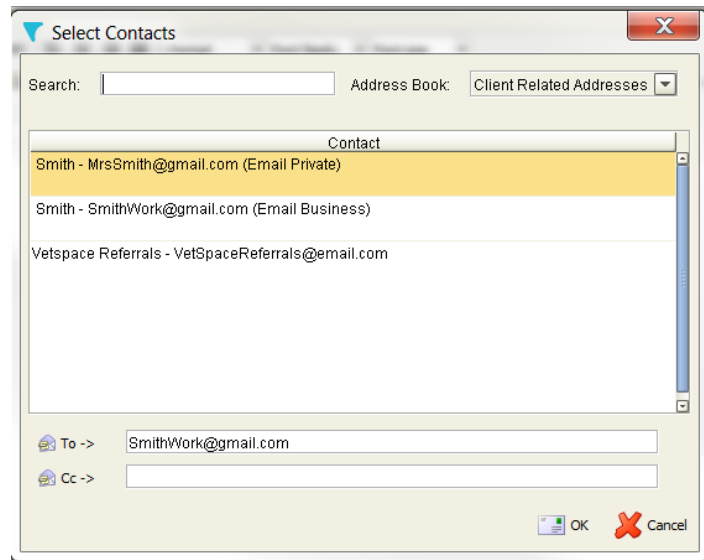 Select Contacts
Search: Address Book: Client Related Addresses
Contact
Smith - MrsSmith@gmail.com (Email Private)
Smith - SmithWork@gmail.com (Email Business)
Vetspace Referrals - VetSpaceReferrals@email.com
To -> SmithWork@gmail.com
Cc ->
OK Cancel